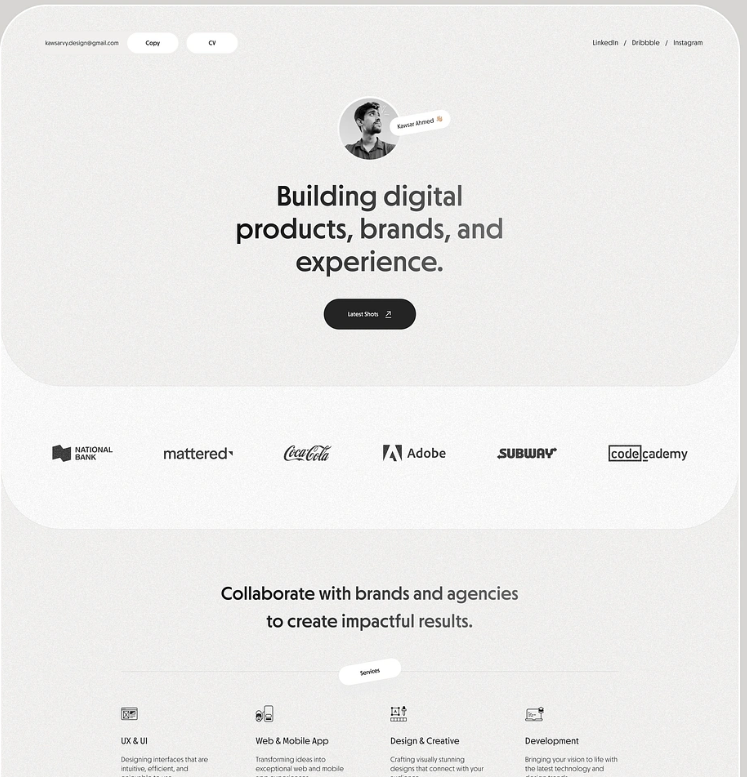 kawsarvy.design@gmail.com Copy CV LinkedIn / Dribbble / Instagram
Kawsar Ahmed 👋
Building digital
products, brands, and
experience.
Latest Shots
NATIONAL
BANK
mattered
Coca-Cola
Adobe
SUBWAY
codecademy
Collaborate with brands and agencies
to create impactful results.
Services
UX & UI
Designing interfaces that are
intuitive, efficient, and
Web & Mobile App
Transforming ideas into
exceptional web and mobile
Design & Creative
Crafting visually stunning
designs that connect with your
Development
Bringing your vision to life with
the latest technology and